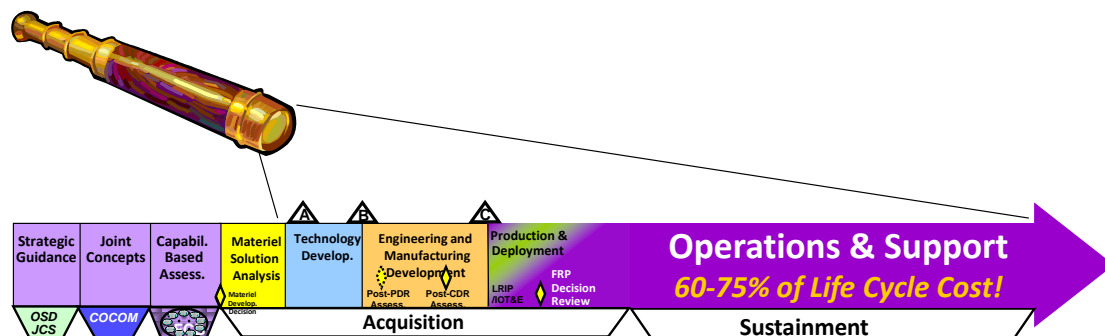 A
B
C
Strategic
Guidance
Joint
Concepts
Capabil.
Based
Assess.
Materiel
Solution
Analysis
Materiel
Develop.
Decision
Technology
Develop.
Engineering and
Manufacturing
Development
Post-PDR
Assess.
Post-CDR
Assess.
Production &
Deployment
LRIP
/IOT&E
FRP
Decision
Review
Operations & Support
60-75% of Life Cycle Cost!
OSD
JCS
COCOM
Acquisition
Sustainment